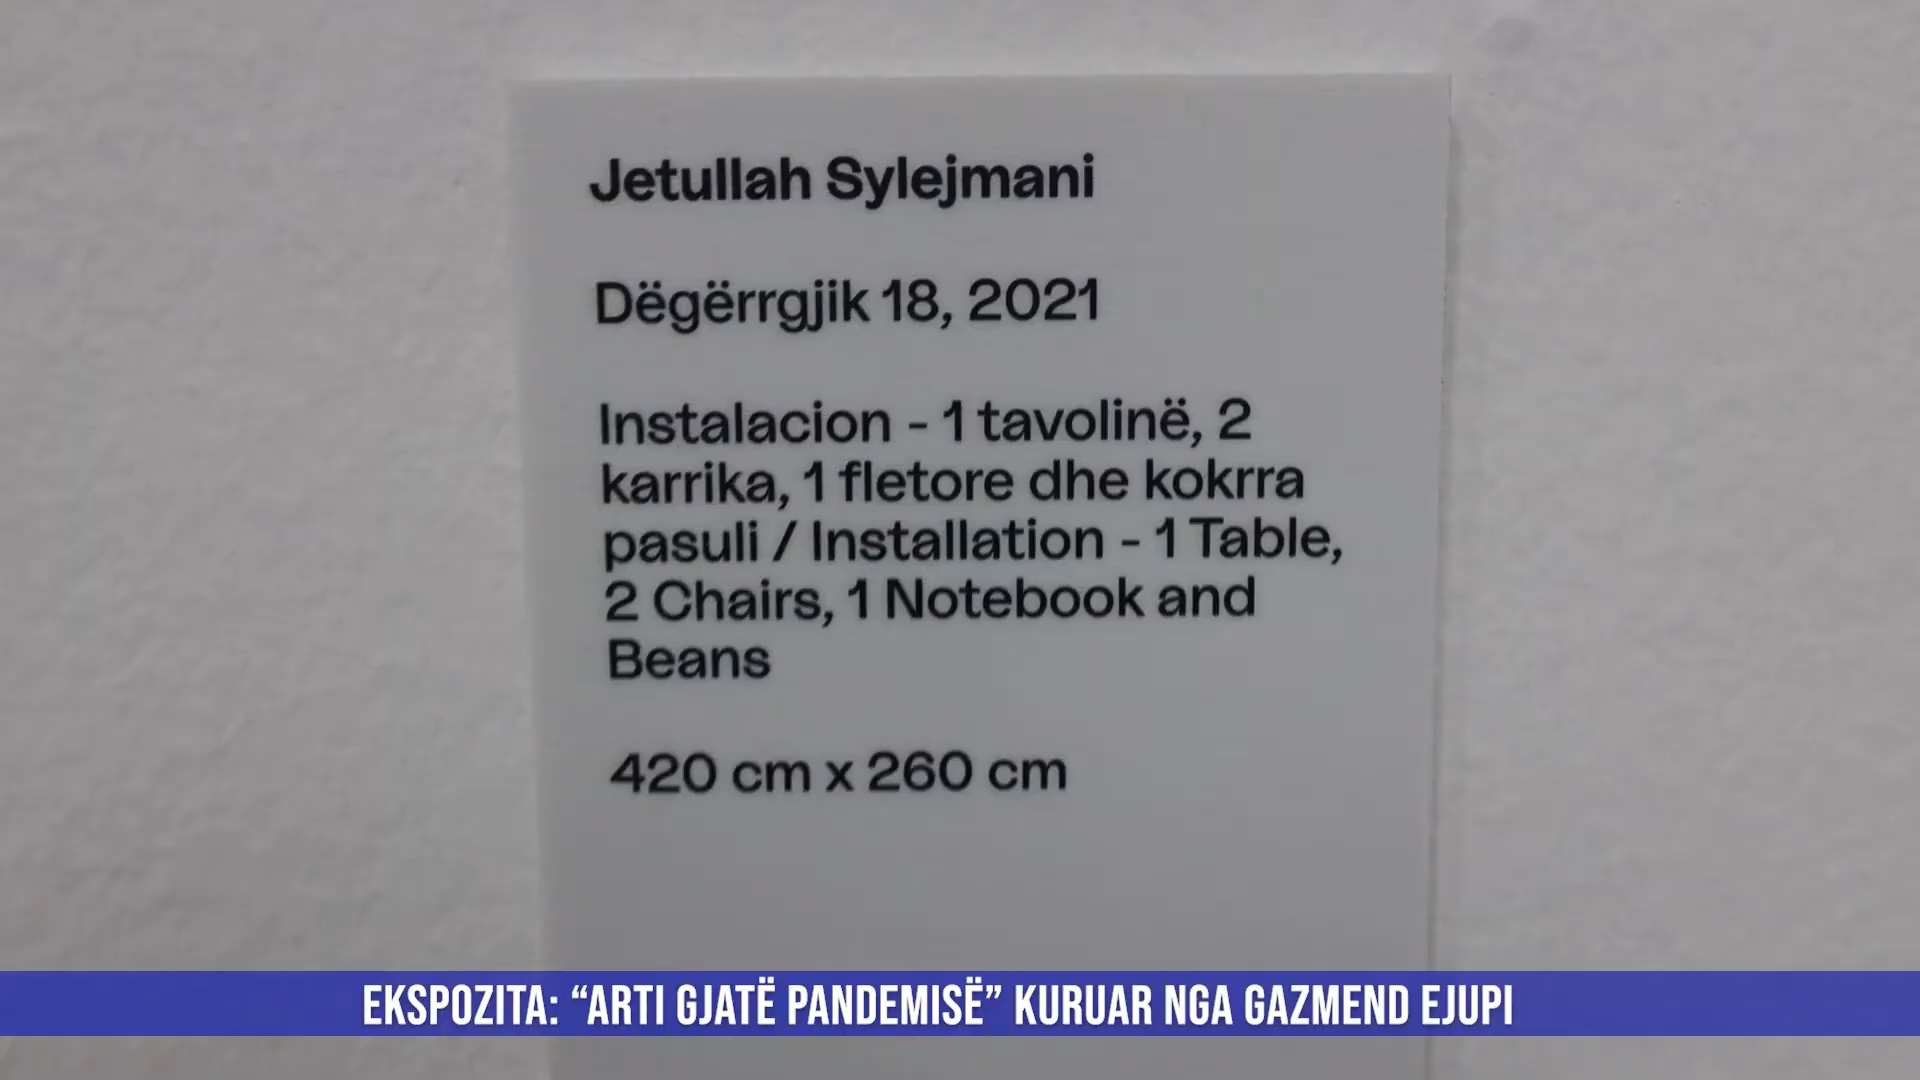 Jetullah Sylejmani
Dëgërrgjik 18, 2021
Instalacion - 1 tavolinë, 2
karrika, 1 fletore dhe kokrra
pasuli / Installation - 1 Table,
2 Chairs, 1 Notebook and
Beans
420 cm x 260 cm
EKSPOZITA: “ARTI GJATË PANDEMISË” KURUAR NGA GAZMEND EJUPI